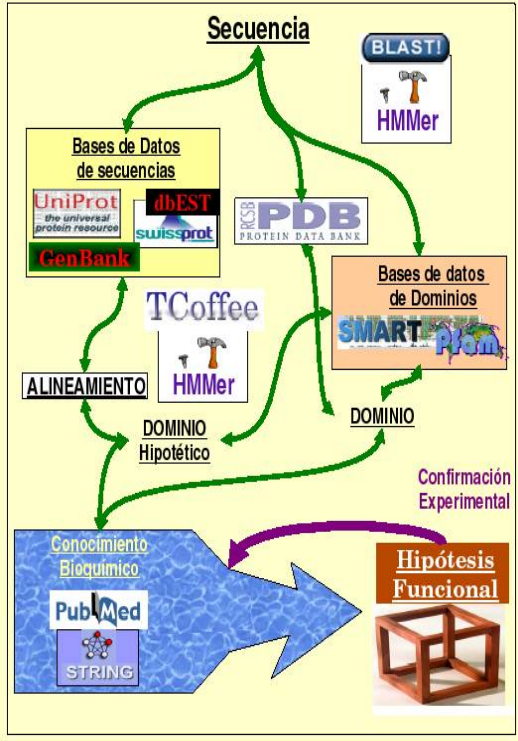 Secuencia
BLAST!
HMMer
Bases de Datos
de secuencias
UniProt
the universal
protein resource
dbEST
swissprot
GenBank
RCSB
PDB
PROTEIN DATA BANK
Bases de datos
de Dominios
SMART
Pfam
TCoffee
HMMer
ALINEAMIENTO
DOMINIO
Hipotético
DOMINIO
Confirmación
Experimental
Conocimiento
Bioquímico
PubMed
STRING
Hipótesis
Funcional